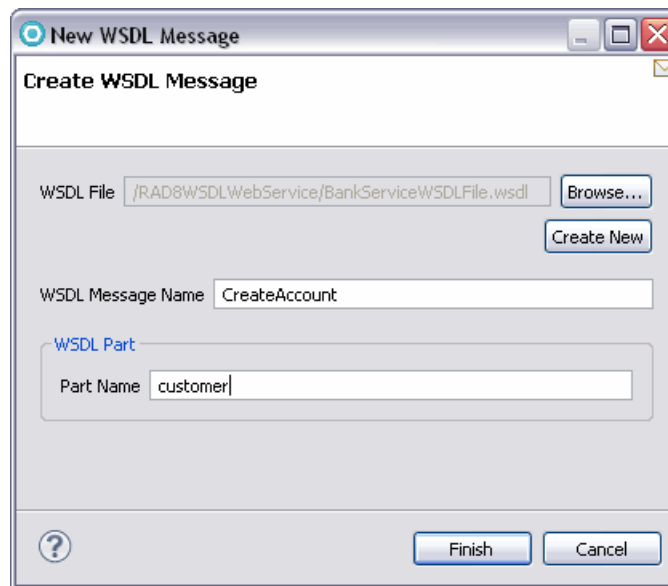 New WSDL Message
Create WSDL Message
WSDL File /RAD8WSDLWebService/BankServiceWSDLFile.wsdl Browse...
Create New
WSDL Message Name CreateAccount
WSDL Part
Part Name customer
? Finish Cancel